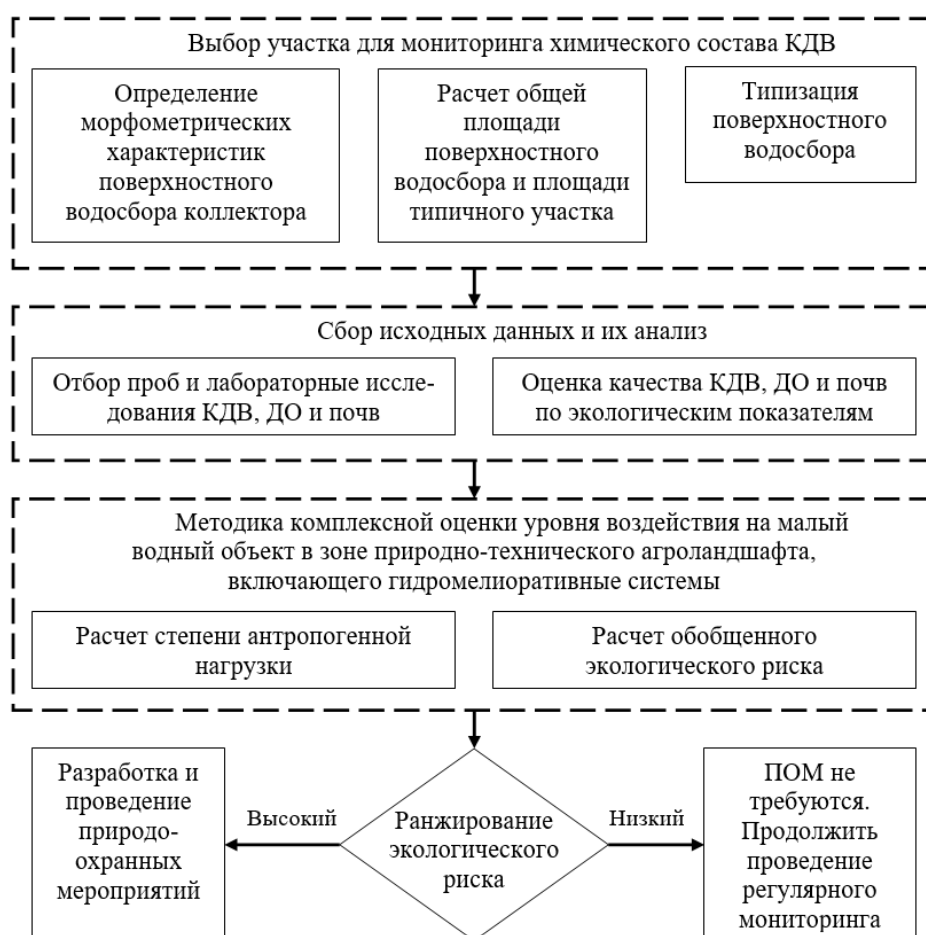 Выбор участка для мониторинга химического состава КДВ
Определение
морфометрических
характеристик
поверхностного
водосбора коллектора
Расчет общей
площади
поверхностного
водосбора и площади
типичного участка
Типизация
поверхностного
водосбора
Сбор исходных данных и их анализ
Отбор проб и лабораторные иссле-
дования КДВ, ДО и почв
Оценка качества КДВ, ДО и почв
по экологическим показателям
Методика комплексной оценки уровня воздействия на малый
водный объект в зоне природно-технического агроландшафта,
включающего гидромелиоративные системы
Расчет степени антропогенной
нагрузки
Расчет обобщенного
экологического риска
Разработка и
проведение
природо-
охранных
мероприятий
Высокий
Ранжирование
экологического
риска
Низкий
ПОМ не
требуются.
Продолжить
проведение
регулярного
мониторинга